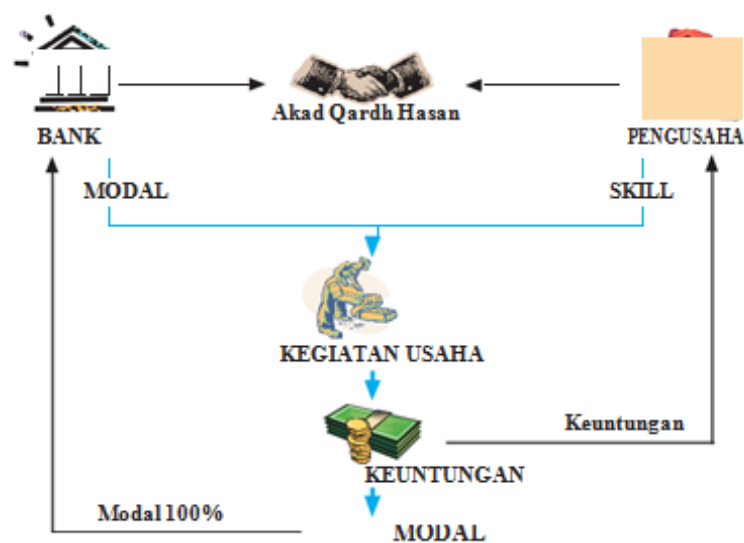 Akad Qardh Hasan
BANK
PENGUSAHA
MODAL
SKILL
KEGIATAN USAHA
Keuntungan
KEUNTUNGAN
Modal 100%
MODAL